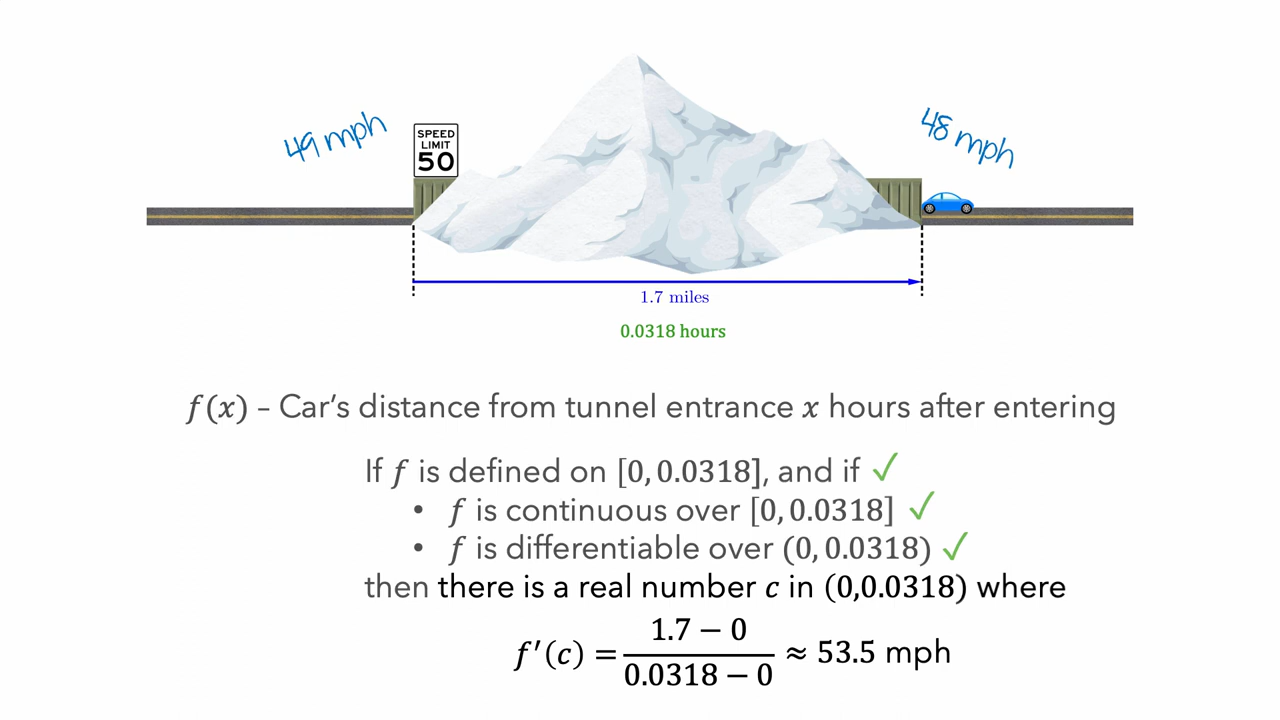 49 mph
SPEED
LIMIT
50
48 mph
1.7 miles
0.0318 hours
f(x) – Car’s distance from tunnel entrance x hours after entering
If f is defined on [0, 0.0318], and if ✓
• f is continuous over [0, 0.0318] ✓
• f is differentiable over (0, 0.0318) ✓
then there is a real number c in (0,0.0318) where
f′(c) = (1.7 − 0)/(0.0318 − 0) ≈ 53.5 mph